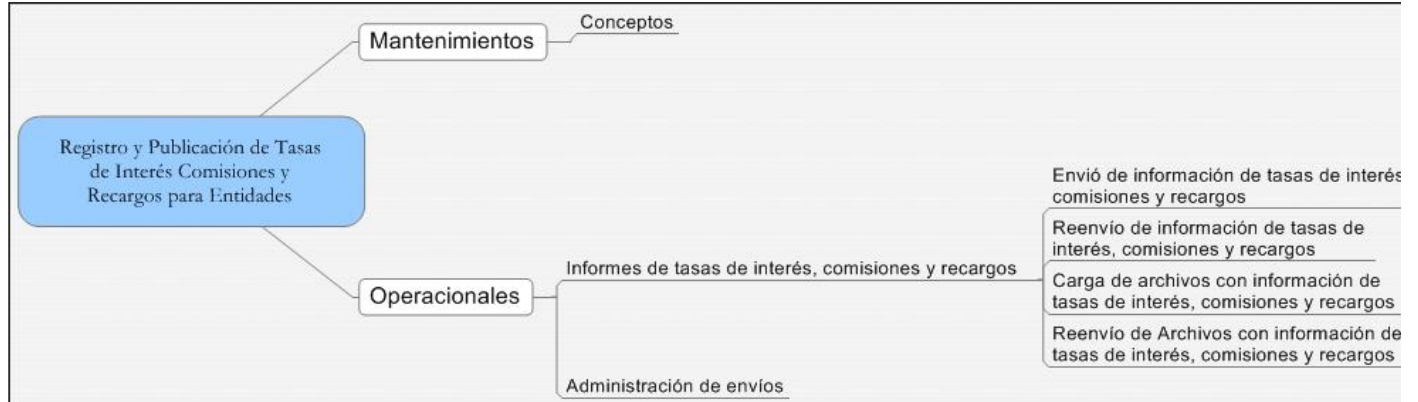 Mantenimientos
Conceptos
Registro y Publicación de Tasas
de Interés Comisiones y
Recargos para Entidades
Operacionales
Informes de tasas de interés, comisiones y recargos
Envió de información de tasas de interés
comisiones y recargos
Reenvío de información de tasas de
interés, comisiones y recargos
Carga de archivos con información de
tasas de interés, comisiones y recargos
Reenvío de Archivos con información de
tasas de interés, comisiones y recargos
Administración de envíos